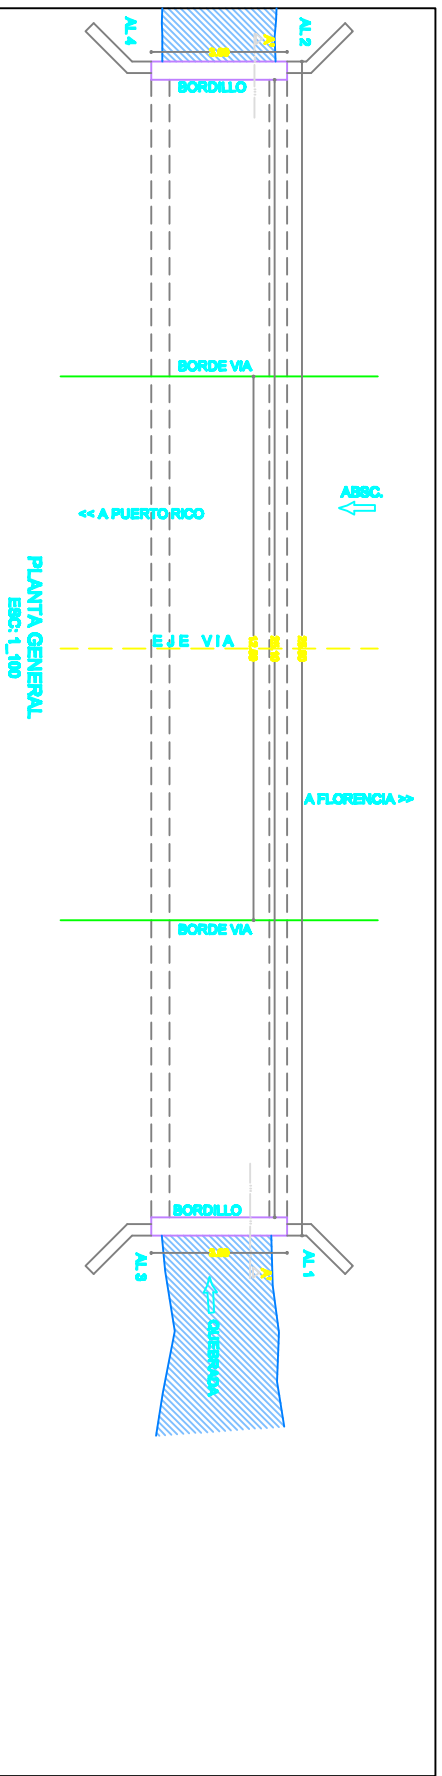 AL 4
AL 2
BORDILLO
BORDE VIA
ABSC.
<< A PUERTO RICO
PLANTA GENERAL
ESC: 1_100
EJE VIA
A FLORENCIA >>
BORDE VIA
BORDILLO
AL 3
AL 1
QUEBRADA